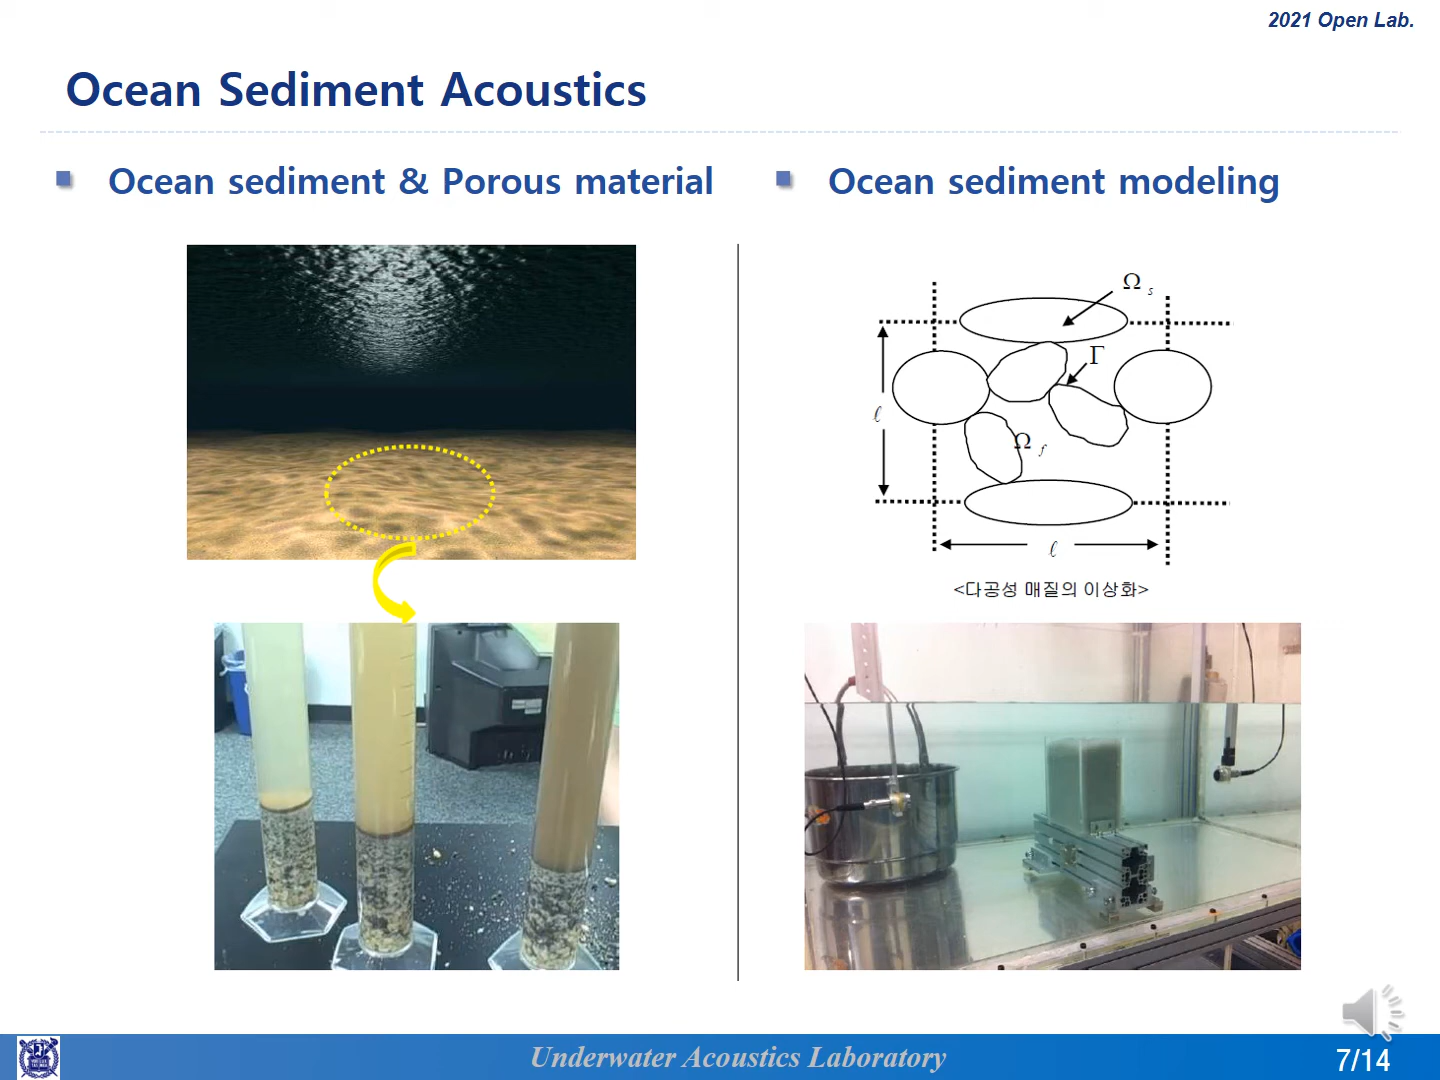 2021 Open Lab.
Ocean Sediment Acoustics
Ocean sediment & Porous material
Ocean sediment modeling
Ω s
Γ
ℓ
Ω f
ℓ
<다공성 매질의 이상화>
Underwater Acoustics Laboratory
7/14